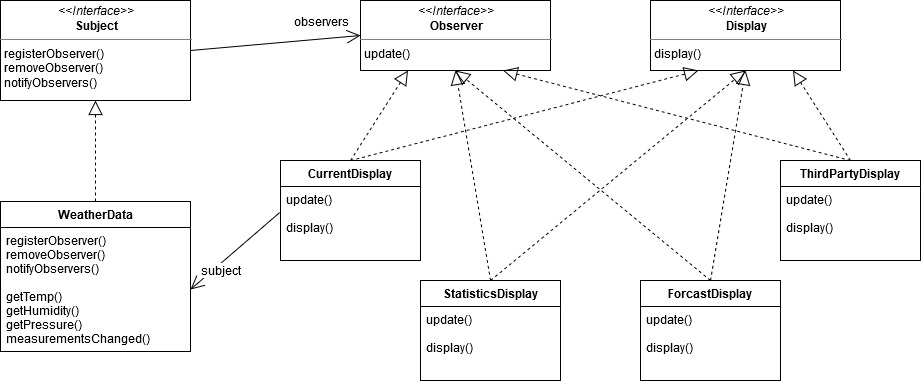 <<Interface>>
Subject
registerObserver()
removeObserver()
notifyObservers()
observers
<<Interface>>
Observer
update()
<<Interface>>
Display
display()
CurrentDisplay
update()
display()
ThirdPartyDisplay
update()
display()
WeatherData
registerObserver()
removeObserver()
notifyObservers()
getTemp()
getHumidity()
getPressure()
measurementsChanged()
subject
StatisticsDisplay
update()
display()
ForcastDisplay
update()
display()